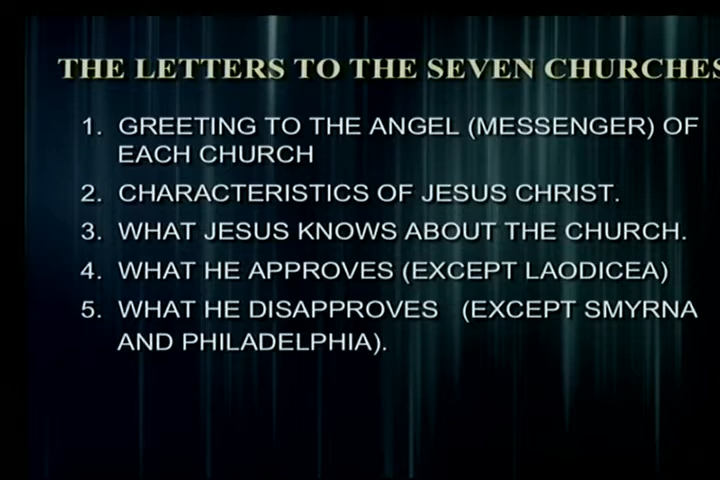 THE LETTERS TO THE SEVEN CHURCHES
1. GREETING TO THE ANGEL (MESSENGER) OF
EACH CHURCH
2. CHARACTERISTICS OF JESUS CHRIST.
3. WHAT JESUS KNOWS ABOUT THE CHURCH.
4. WHAT HE APPROVES (EXCEPT LAODICEA)
5. WHAT HE DISAPPROVES (EXCEPT SMYRNA
AND PHILADELPHIA).